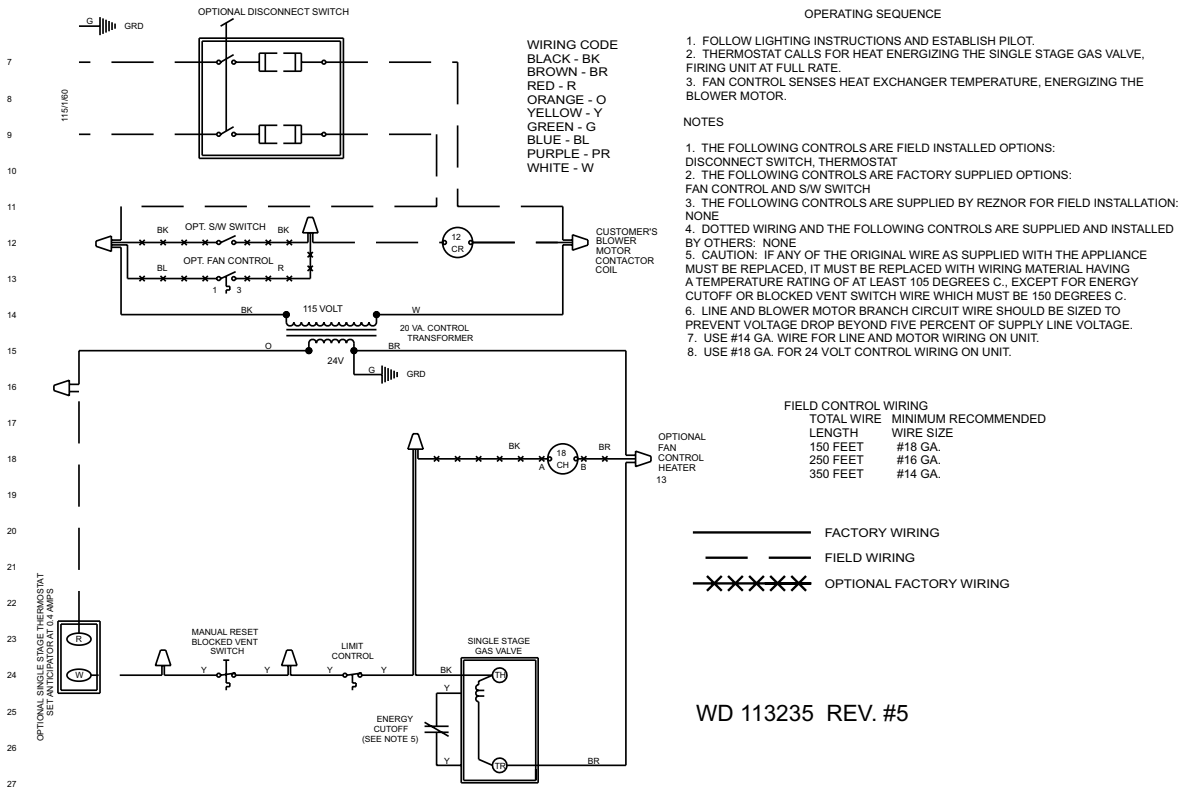 OPTIONAL DISCONNECT SWITCH
G
GRD
7
8
9
10
11
12
13
14
15
16
17
18
19
20
21
22
23
24
25
26
27
115/1/60
WIRING CODE
BLACK - BK
BROWN - BR
RED - R
ORANGE - O
YELLOW - Y
GREEN - G
BLUE - BL
PURPLE - PR
WHITE - W
BK
OPT. S/W SWITCH
BK
BL
OPT. FAN CONTROL
R
1 3
12
CR
CUSTOMER'S
BLOWER
MOTOR
CONTACTOR
COIL
BK
115 VOLT
W
20 VA. CONTROL
TRANSFORMER
O
24V
BR
G
GRD
BK
18
CH
A
B
BR
OPTIONAL
FAN
CONTROL
HEATER
13
OPTIONAL SINGLE STAGE THERMOSTAT
SET ANTICIPATOR AT 0.4 AMPS
R
W
MANUAL RESET
BLOCKED VENT
SWITCH
Y
Y
LIMIT
CONTROL
Y
Y
SINGLE STAGE
GAS VALVE
BK
TH
Y
ENERGY
CUTOFF
(SEE NOTE 5)
Y
TR
BR
OPERATING SEQUENCE
1. FOLLOW LIGHTING INSTRUCTIONS AND ESTABLISH PILOT.
2. THERMOSTAT CALLS FOR HEAT ENERGIZING THE SINGLE STAGE GAS VALVE,
FIRING UNIT AT FULL RATE.
3. FAN CONTROL SENSES HEAT EXCHANGER TEMPERATURE, ENERGIZING THE
BLOWER MOTOR.
NOTES
1. THE FOLLOWING CONTROLS ARE FIELD INSTALLED OPTIONS:
DISCONNECT SWITCH, THERMOSTAT
2. THE FOLLOWING CONTROLS ARE FACTORY SUPPLIED OPTIONS:
FAN CONTROL AND S/W SWITCH
3. THE FOLLOWING CONTROLS ARE SUPPLIED BY REZNOR FOR FIELD INSTALLATION:
NONE
4. DOTTED WIRING AND THE FOLLOWING CONTROLS ARE SUPPLIED AND INSTALLED
BY OTHERS: NONE
5. CAUTION: IF ANY OF THE ORIGINAL WIRE AS SUPPLIED WITH THE APPLIANCE
MUST BE REPLACED, IT MUST BE REPLACED WITH WIRING MATERIAL HAVING
A TEMPERATURE RATING OF AT LEAST 105 DEGREES C., EXCEPT FOR ENERGY
CUTOFF OR BLOCKED VENT SWITCH WIRE WHICH MUST BE 150 DEGREES C.
6. LINE AND BLOWER MOTOR BRANCH CIRCUIT WIRE SHOULD BE SIZED TO
PREVENT VOLTAGE DROP BEYOND FIVE PERCENT OF SUPPLY LINE VOLTAGE.
7. USE #14 GA. WIRE FOR LINE AND MOTOR WIRING ON UNIT.
8. USE #18 GA. FOR 24 VOLT CONTROL WIRING ON UNIT.
FIELD CONTROL WIRING
TOTAL WIRE MINIMUM RECOMMENDED
LENGTH WIRE SIZE
150 FEET #18 GA.
250 FEET #16 GA.
350 FEET #14 GA.
FACTORY WIRING
FIELD WIRING
OPTIONAL FACTORY WIRING
WD 113235 REV. #5